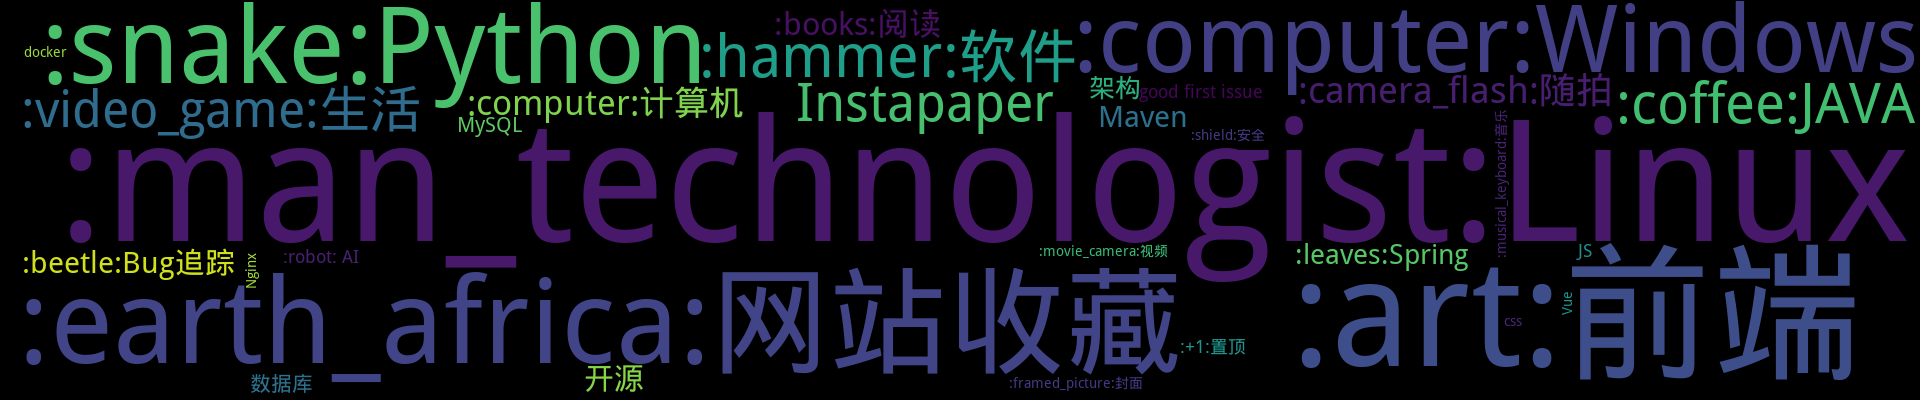 :snake:Python
:books:阅读
:computer:Windows
docker
:hammer:软件
:video_game:生活
:computer:计算机
Instapaper
架构
good first issue
:camera_flash:随拍
:coffee:JAVA
MySQL
Maven
:shield:安全
:man_technologist:Linux
:musical_keyboard:音乐
:beetle:Bug追踪
Nginx
:robot: AI
:movie_camera:视频
:leaves:Spring
JS
:earth_africa:网站收藏
:art:前端
Vue
css
:+1:置顶
数据库
开源
:framed_picture:封面